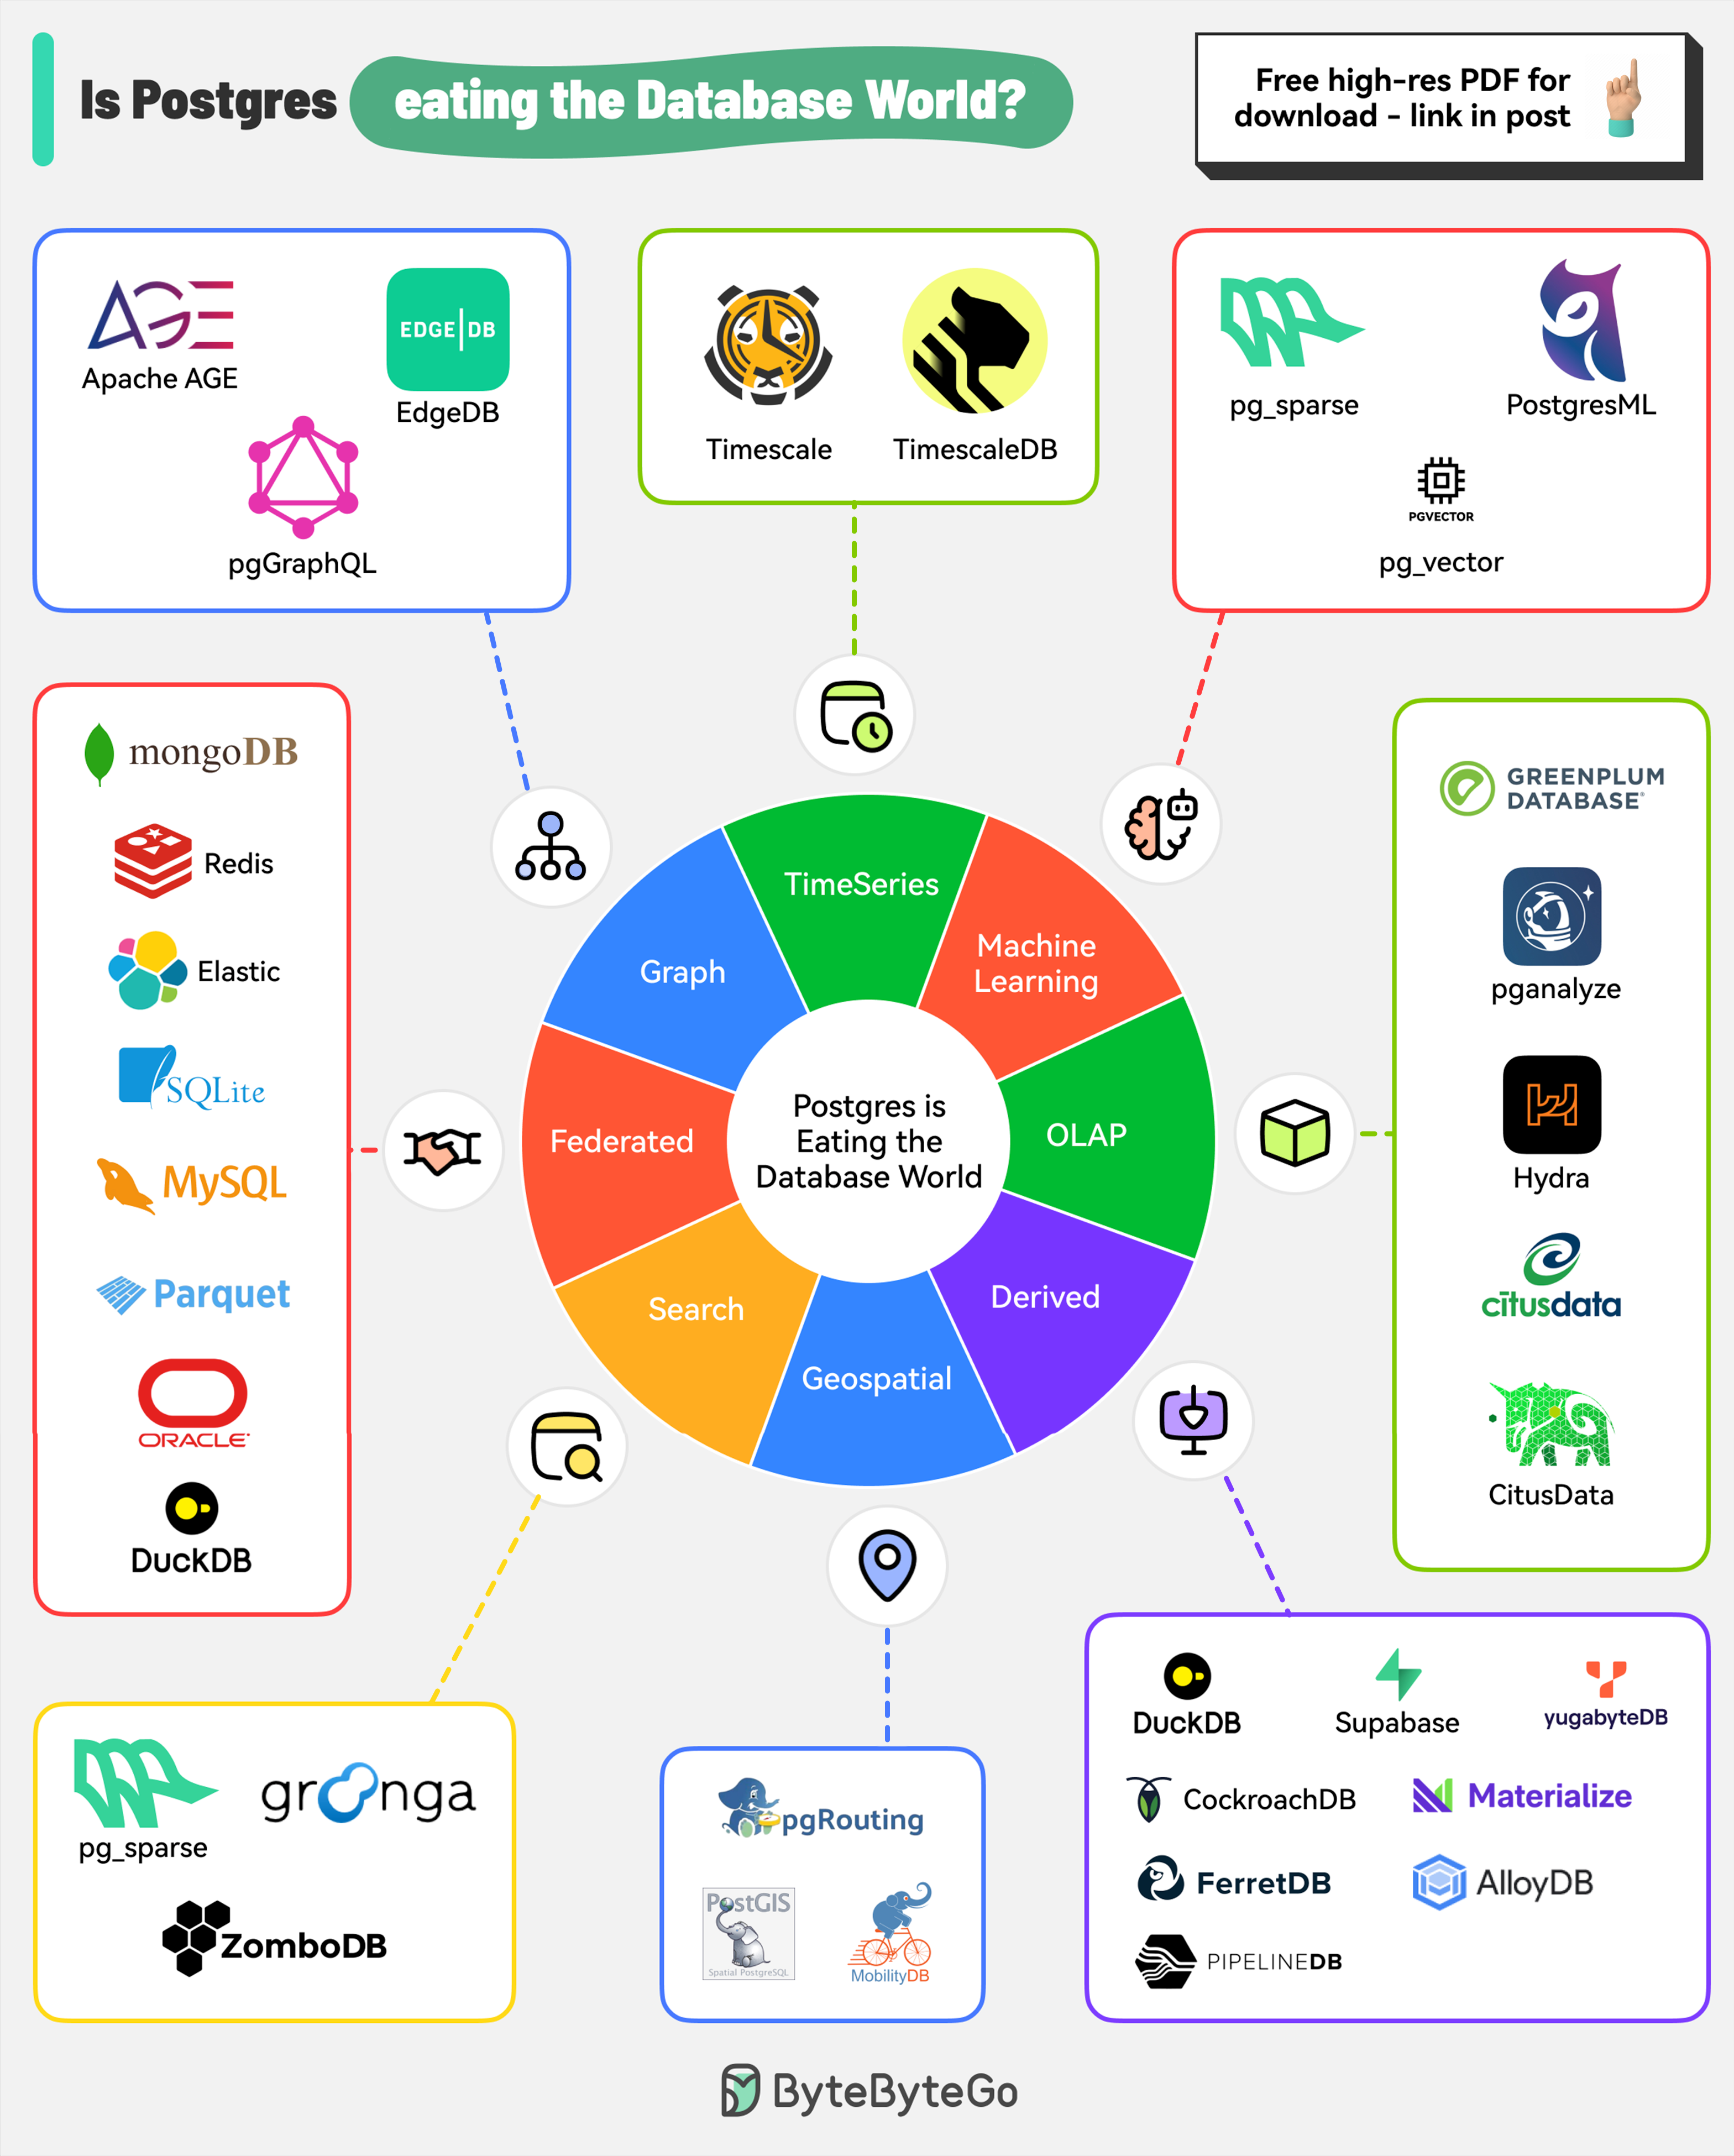 Is Postgres eating the Database World?
Free high-res PDF for
download - link in post
AGE
Apache AGE
EDGE|DB
EdgeDB
pgGraphQL
Timescale
TimescaleDB
pg_sparse
PostgresML
PGVECTOR
pg_vector
mongoDB
Redis
Elastic
SQLite
MySQL
Parquet
ORACLE
DuckDB
TimeSeries
Machine
Learning
Graph
OLAP
Federated
Postgres is
Eating the
Database World
Derived
Search
Geospatial
GREENPLUM
DATABASE®
pganalyze
Hydra
citusdata
CitusData
pg_sparse
groonga
ZomboDB
pgRouting
PostGIS
Spatial PostgreSQL
MobilityDB
DuckDB
Supabase
yugabyteDB
CockroachDB
Materialize
FerretDB
AlloyDB
PIPELINEDB
ByteByteGo